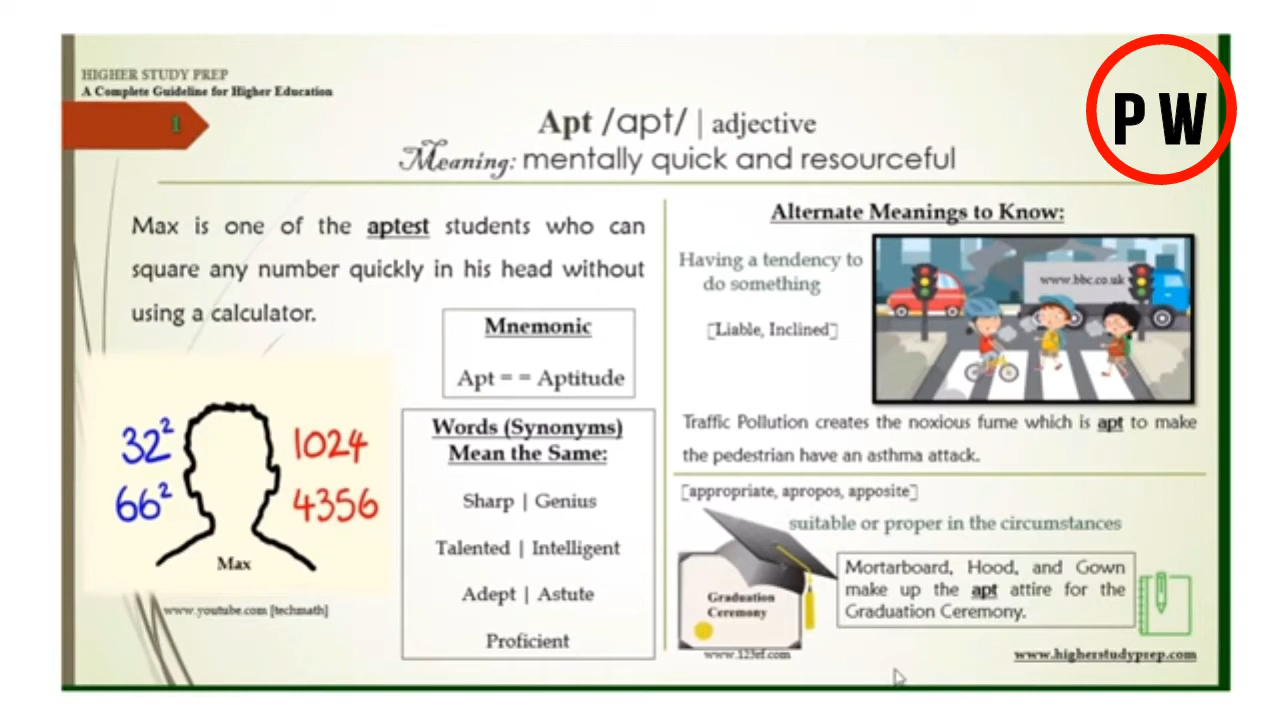 HIGHER STUDY PREP
A Complete Guideline for Higher Education
1
PW
Apt /apt/ | adjective
Meaning: mentally quick and resourceful
Max is one of the aptest students who can
square any number quickly in his head without
using a calculator.
Mnemonic
Apt = = Aptitude
32²
1024
66²
4356
Max
www.youtube.com [techmath]
Words (Synonyms)
Mean the Same:
Sharp | Genius
Talented | Intelligent
Adept | Astute
Proficient
Alternate Meanings to Know:
Having a tendency to
do something
[Liable, Inclined]
www.bbc.co.uk
Traffic Pollution creates the noxious fume which is apt to make
the pedestrian have an asthma attack.
[appropriate, apropos, apposite]
suitable or proper in the circumstances
Graduation
Ceremony
Mortarboard, Hood, and Gown
make up the apt attire for the
Graduation Ceremony.
www.123rf.com
www.higherstudyprep.com